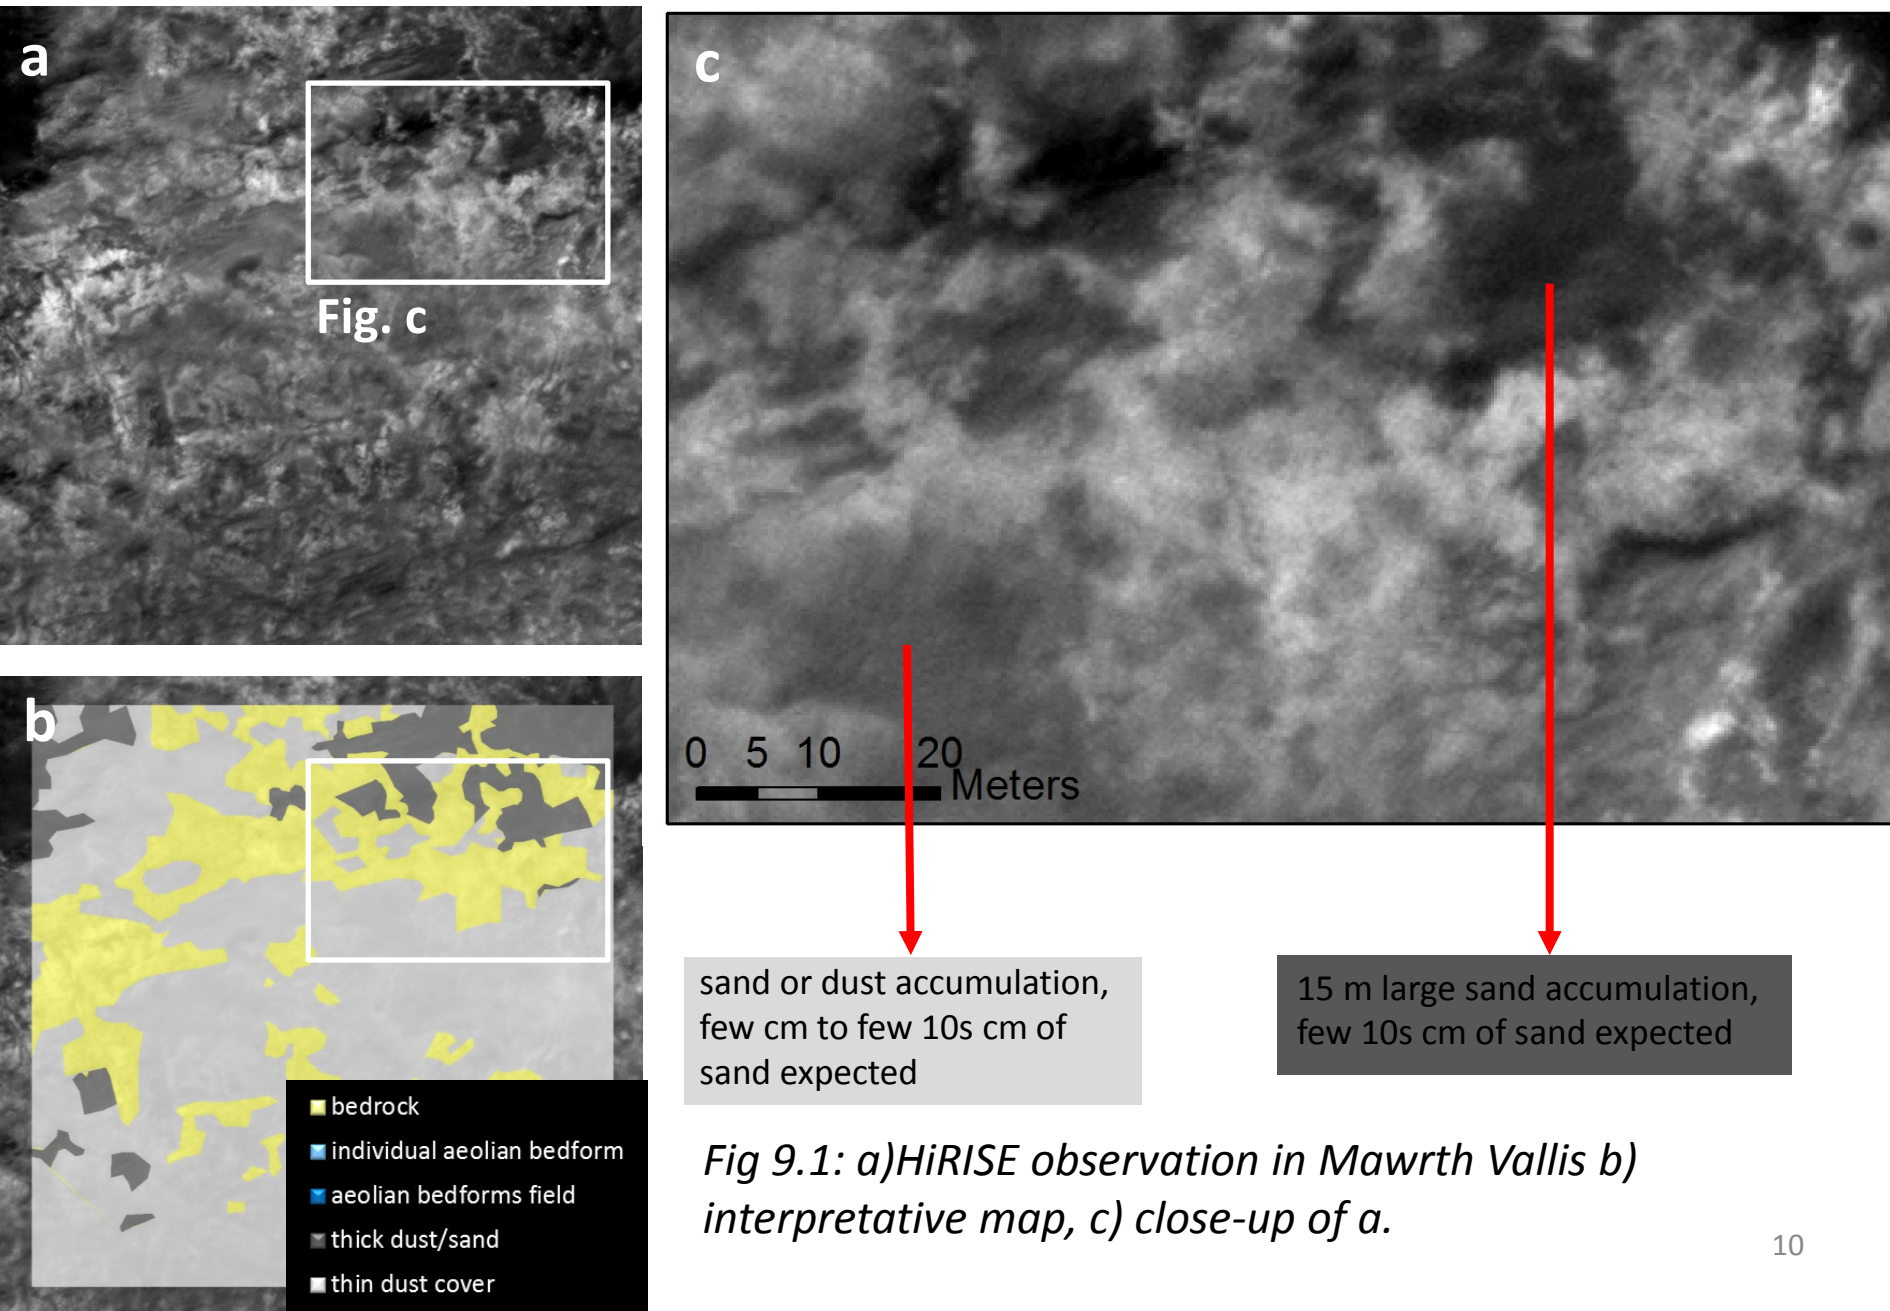 a
Fig. c
c
0 5 10 20
Meters
b
bedrock
individual aeolian bedform
aeolian bedforms field
thick dust/sand
thin dust cover
sand or dust accumulation,
few cm to few 10s cm of
sand expected
15 m large sand accumulation,
few 10s cm of sand expected
Fig 9.1: a)HiRISE observation in Mawrth Vallis b)
interpretative map, c) close-up of a.
10